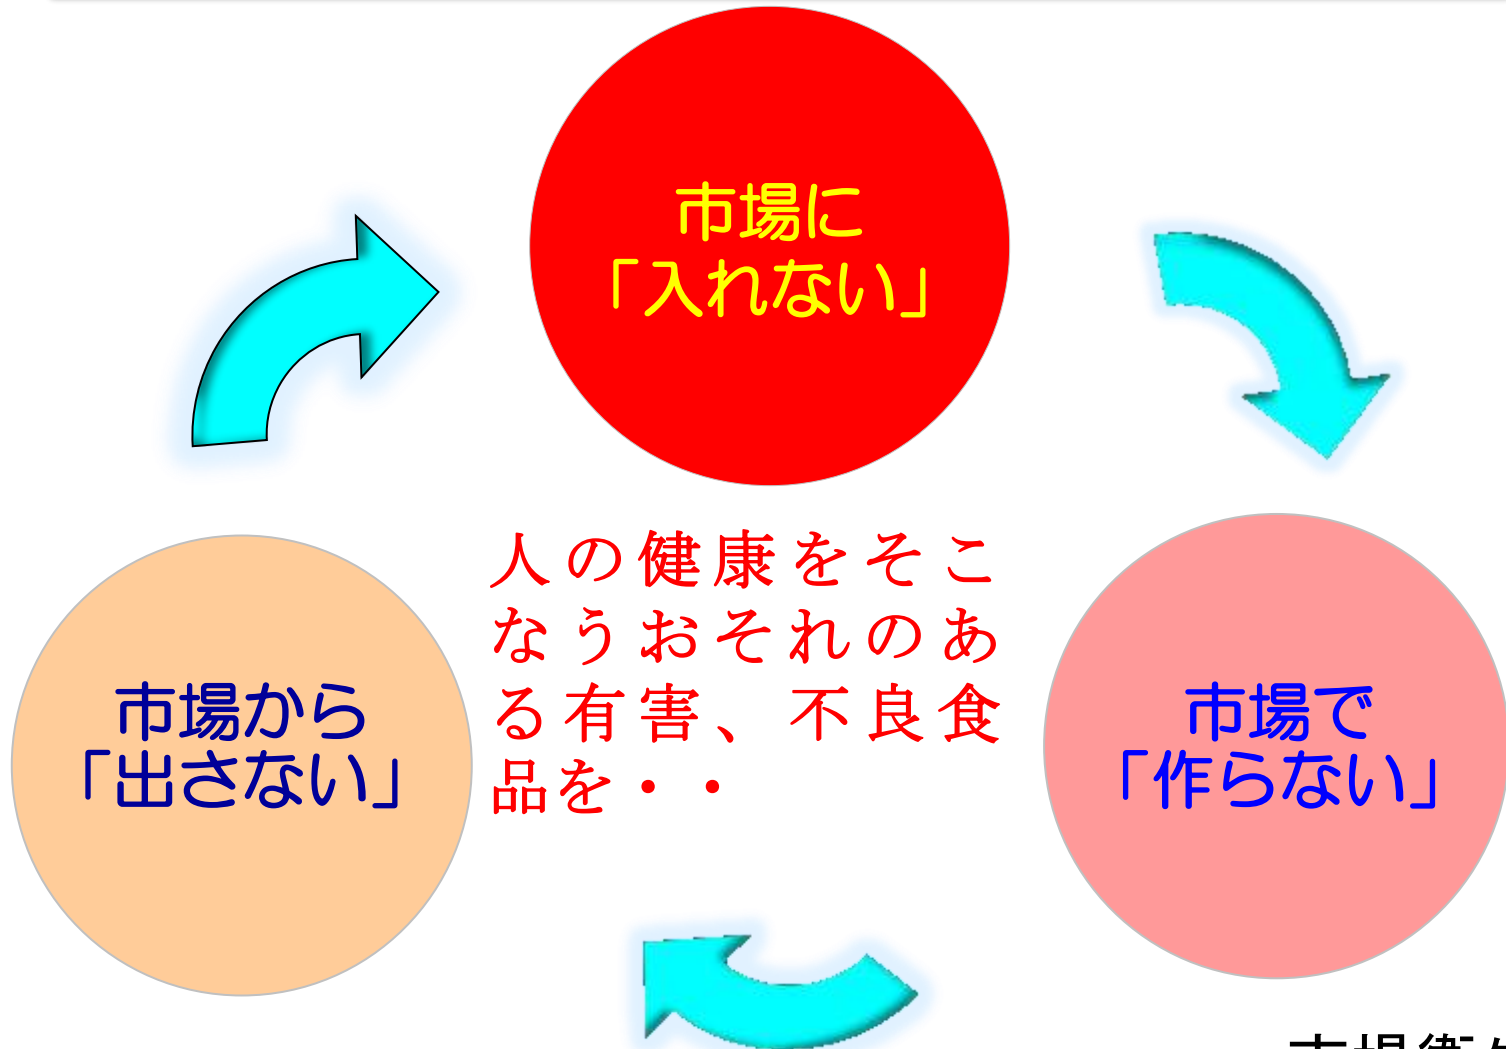 市場に
「入れない」
人の健康をそこ
なうおそれのあ
る有害、不良食
品を・・
市場から
「出さない」
市場で
「作らない」